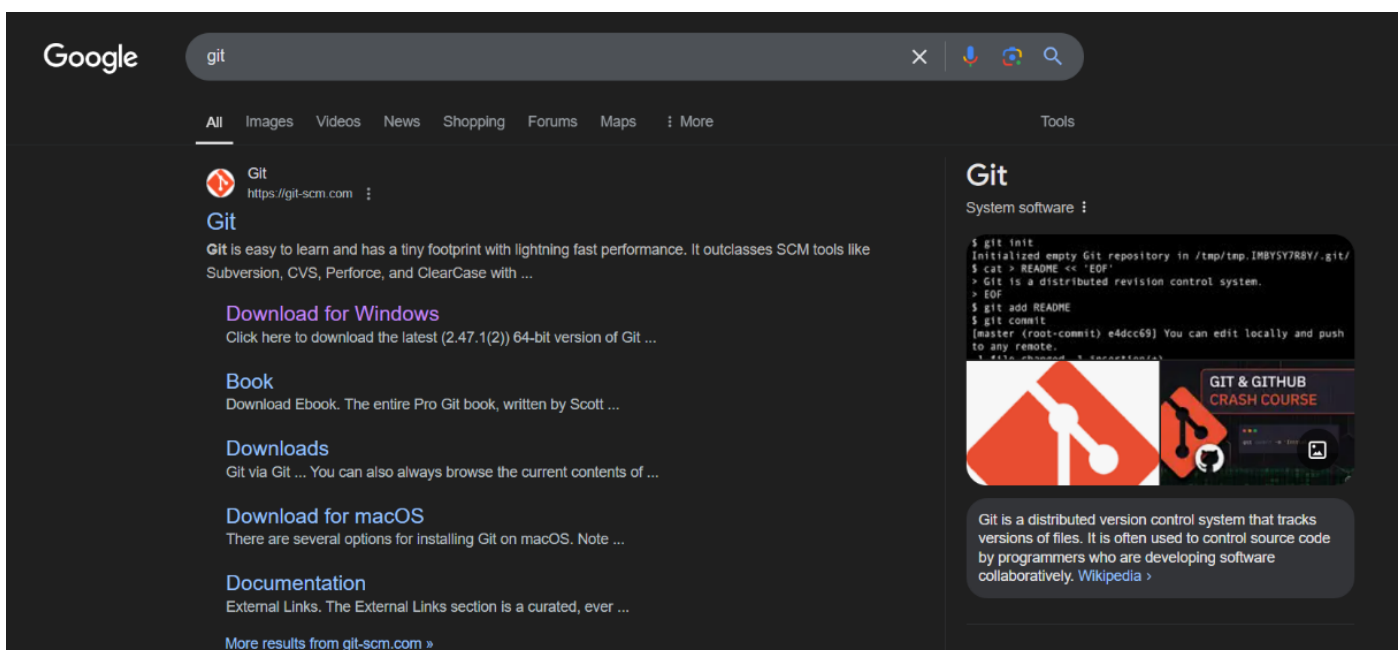 Google
git
All Images Videos News Shopping Forums Maps More
Tools
Git
https://git-scm.com
Git
Git is easy to learn and has a tiny footprint with lightning fast performance. It outclasses SCM tools like
Subversion, CVS, Perforce, and ClearCase with ...
Download for Windows
Click here to download the latest (2.47.1(2)) 64-bit version of Git ...
Book
Download Ebook. The entire Pro Git book, written by Scott ...
Downloads
Git via Git ... You can also always browse the current contents of ...
Download for macOS
There are several options for installing Git on macOS. Note ...
Documentation
External Links. The External Links section is a curated, ever ...
More results from git-scm.com »
Git
System software
$ git init
Initialized empty Git repository in /tmp/tmp.IMBYSY7R8Y/.git/
$ cat > README << 'EOF'
> Git is a distributed revision control system.
> EOF
$ git add README
$ git commit
[master (root-commit) e4dcc69] You can edit locally and push
to any remote.
1 file changed, 1 insertion(+)
GIT & GITHUB
CRASH COURSE
Git is a distributed version control system that tracks
versions of files. It is often used to control source code
by programmers who are developing software
collaboratively. Wikipedia ›